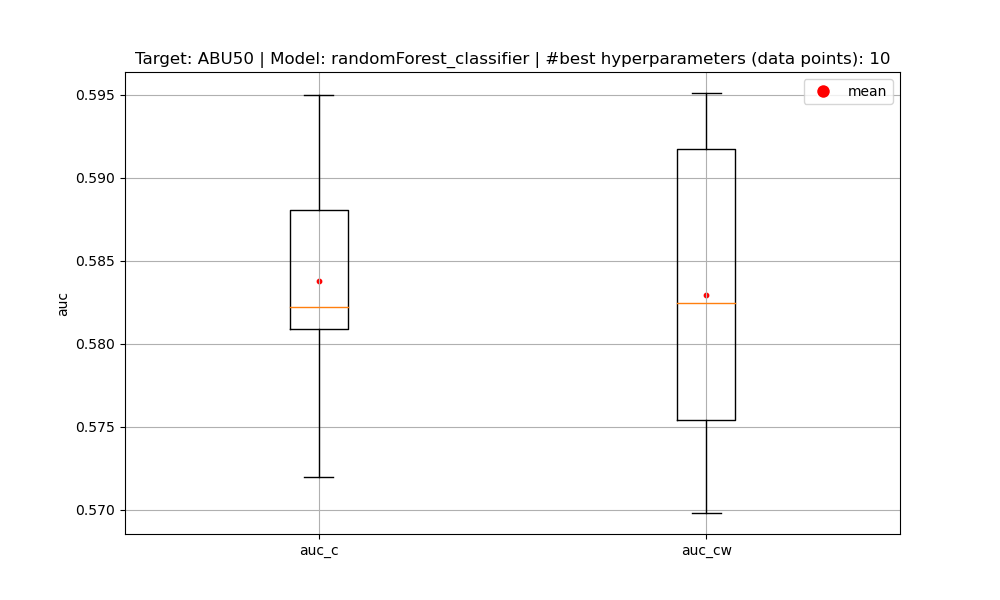 Target: ABU50 | Model: randomForest_classifier | #best hyperparameters (data points): 10
mean
0.595
0.590
0.585
0.580
0.575
0.570
auc
auc_c
auc_cw